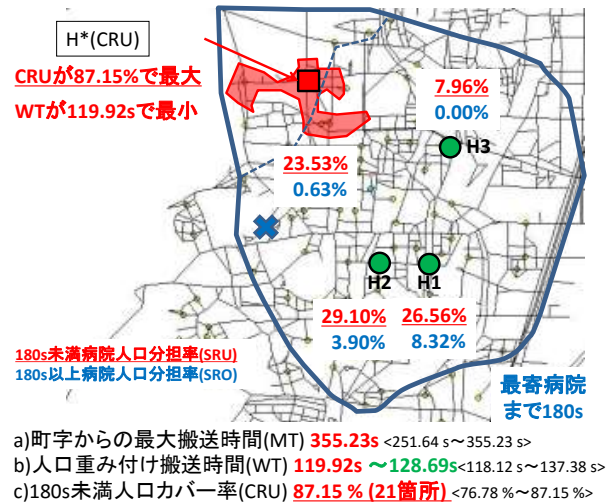 H*(CRU)
CRUが87.15%で最大
WTが119.92sで最小
7.96%
0.00%
H3
23.53%
0.63%
H2
H1
29.10%
3.90%
26.56%
8.32%
180s未満病院人口分担率(SRU)
180s以上病院人口分担率(SRO)
最寄病院
まで180s
a)町字からの最大搬送時間(MT) 355.23s <251.64 s～355.23 s>
b)人口重み付け搬送時間(WT) 119.92s ～128.69s<118.12 s～137.38 s>
c)180s未満人口カバー率(CRU) 87.15 % (21箇所) <76.78 %～87.15 %>